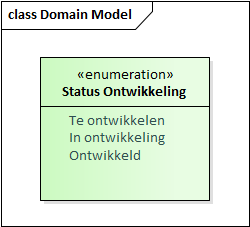 class Domain Model
«enumeration»
Status Ontwikkeling
Te ontwikkelen
In ontwikkeling
Ontwikkeld